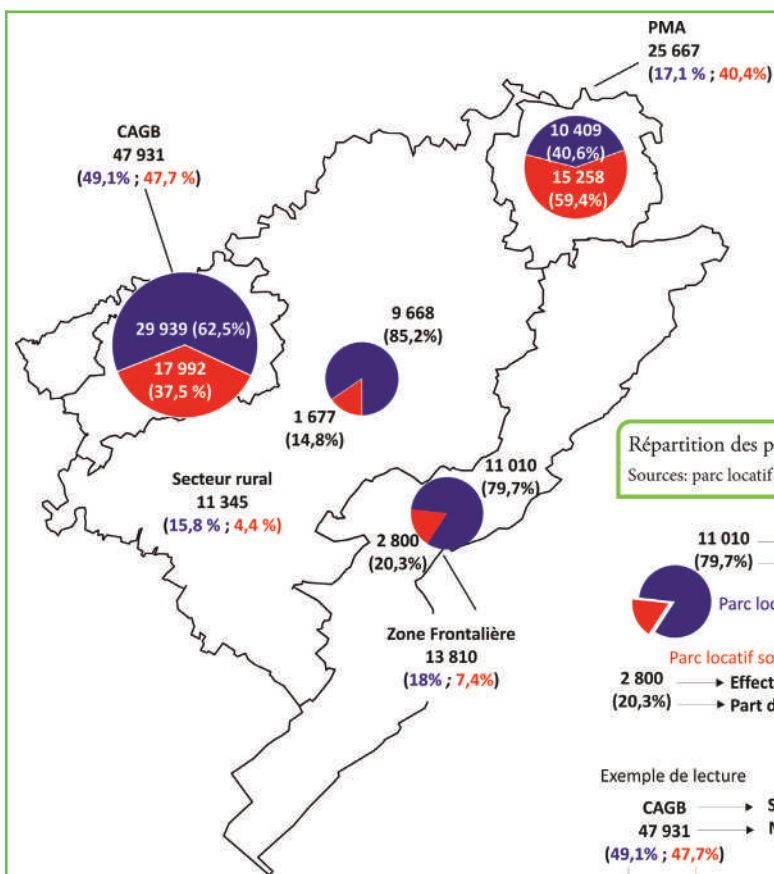 PMA
25 667
(17,1 % ; 40,4%)
10 409
(40,6%)
15 258
(59,4%)
CAGB
47 931
(49,1% ; 47,7 %)
29 939 (62,5%)
17 992
(37,5 %)
9 668
(85,2%)
1 677
(14,8%)
Secteur rural
11 345
(15,8 % ; 4,4 %)
11 010
(79,7%)
2 800
(20,3%)
Zone Frontalière
13 810
(18% ; 7,4%)
Répartition des p
Sources: parc locatif
11 010
(79,7%)
Parc loc
Parc locatif so
2 800 Effect
(20,3%) Part d
Exemple de lecture
CAGB S
47 931 N
(49,1% ; 47,7%)